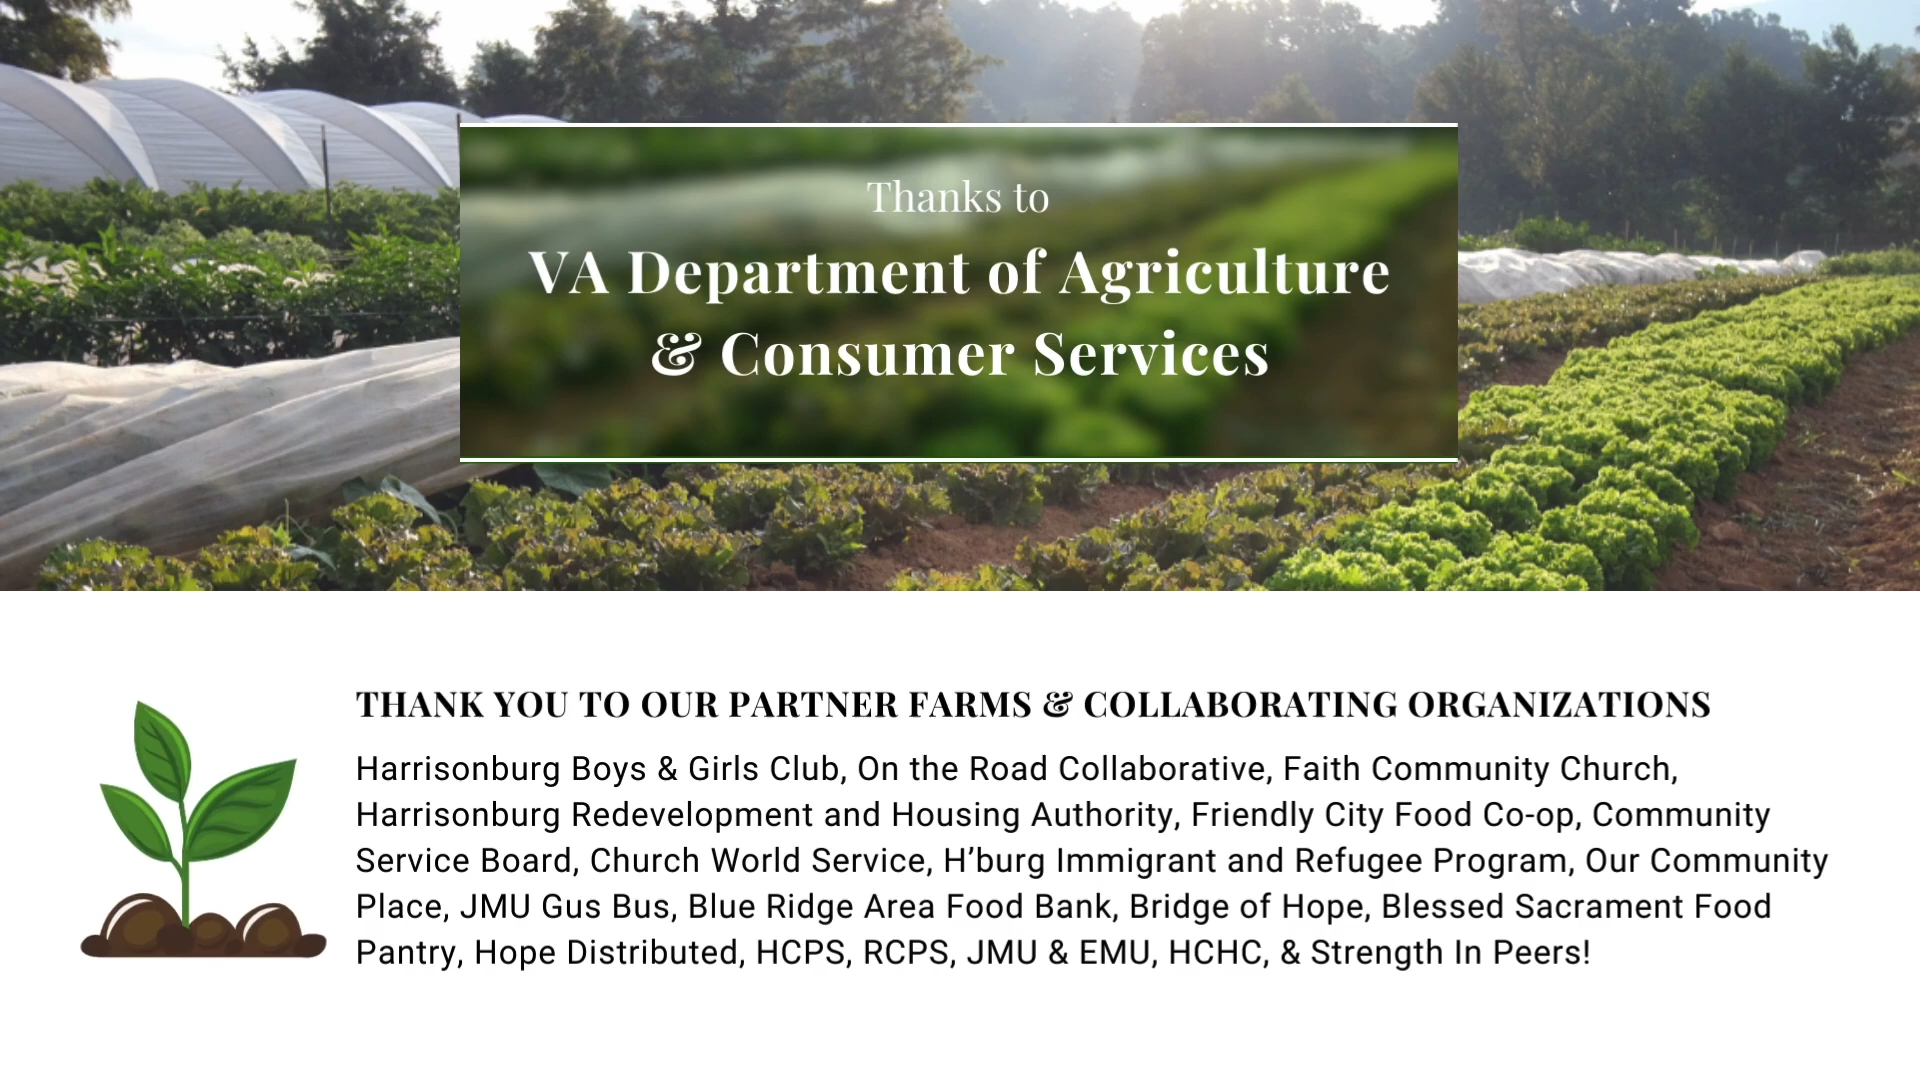 Thanks to
VA Department of Agriculture
& Consumer Services
THANK YOU TO OUR PARTNER FARMS & COLLABORATING ORGANIZATIONS
Harrisonburg Boys & Girls Club, On the Road Collaborative, Faith Community Church,
Harrisonburg Redevelopment and Housing Authority, Friendly City Food Co-op, Community
Service Board, Church World Service, H’burg Immigrant and Refugee Program, Our Community
Place, JMU Gus Bus, Blue Ridge Area Food Bank, Bridge of Hope, Blessed Sacrament Food
Pantry, Hope Distributed, HCPS, RCPS, JMU & EMU, HCHC, & Strength In Peers!